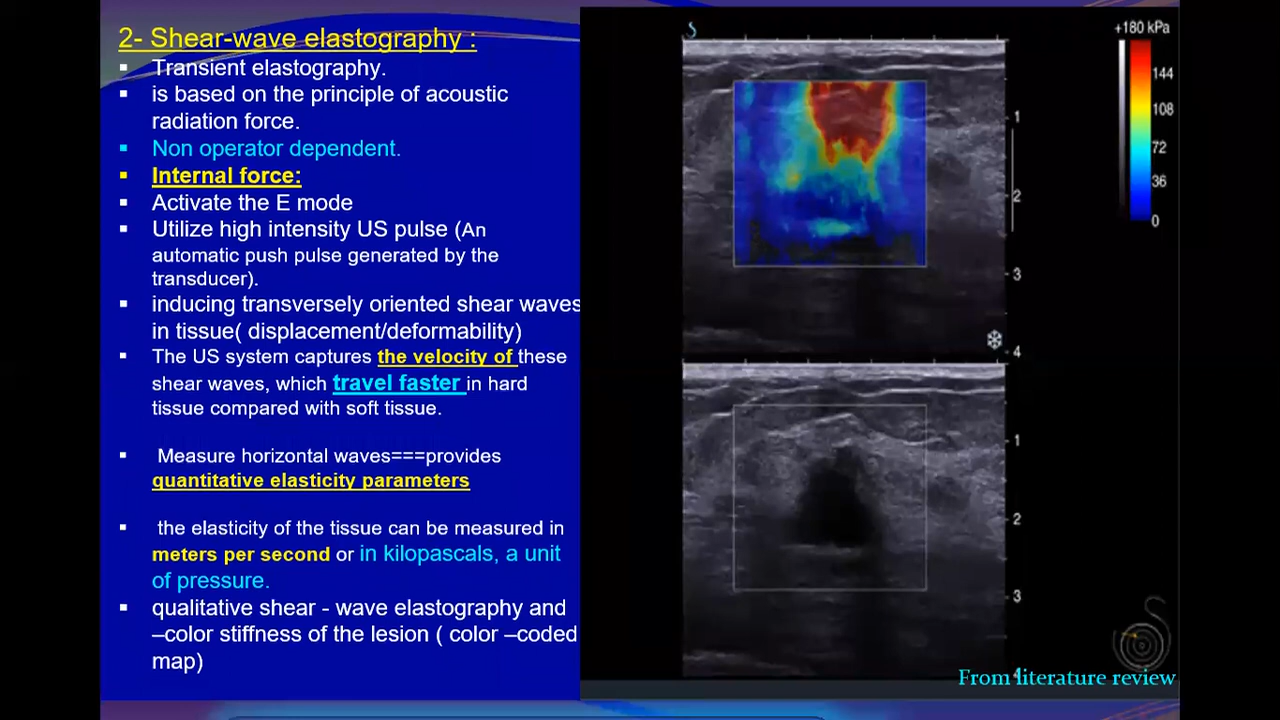 2- Shear-wave elastography :
▪ Transient elastography.
▪ is based on the principle of acoustic
radiation force.
▪ Non operator dependent.
▪ Internal force:
▪ Activate the E mode
▪ Utilize high intensity US pulse (An
automatic push pulse generated by the
transducer).
▪ inducing transversely oriented shear waves
in tissue( displacement/deformability)
▪ The US system captures the velocity of these
shear waves, which travel faster in hard
tissue compared with soft tissue.
▪ Measure horizontal waves===provides
quantitative elasticity parameters
▪ the elasticity of the tissue can be measured in
meters per second or in kilopascals, a unit
of pressure.
▪ qualitative shear - wave elastography and
–color stiffness of the lesion ( color –coded
map)
+180 kPa
144
108
72
36
0
1
2
3
4
1
2
3
4
From literature review